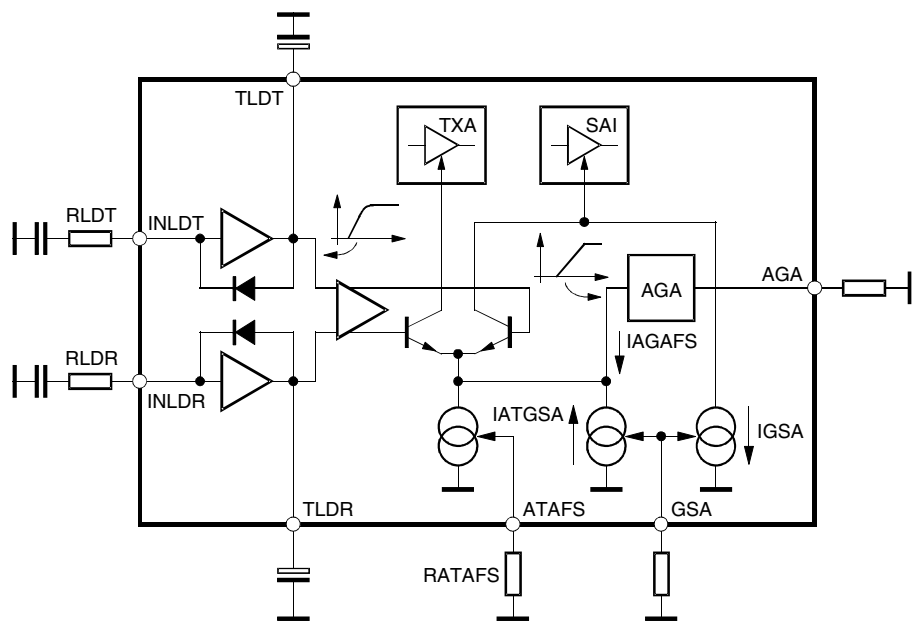 TLDT
TXA
SAI
RLDT
INLDT
AGA
AGA
IAGAFS
RLDR
INLDR
IATGSA
IGSA
TLDR
ATAFS
GSA
RATAFS